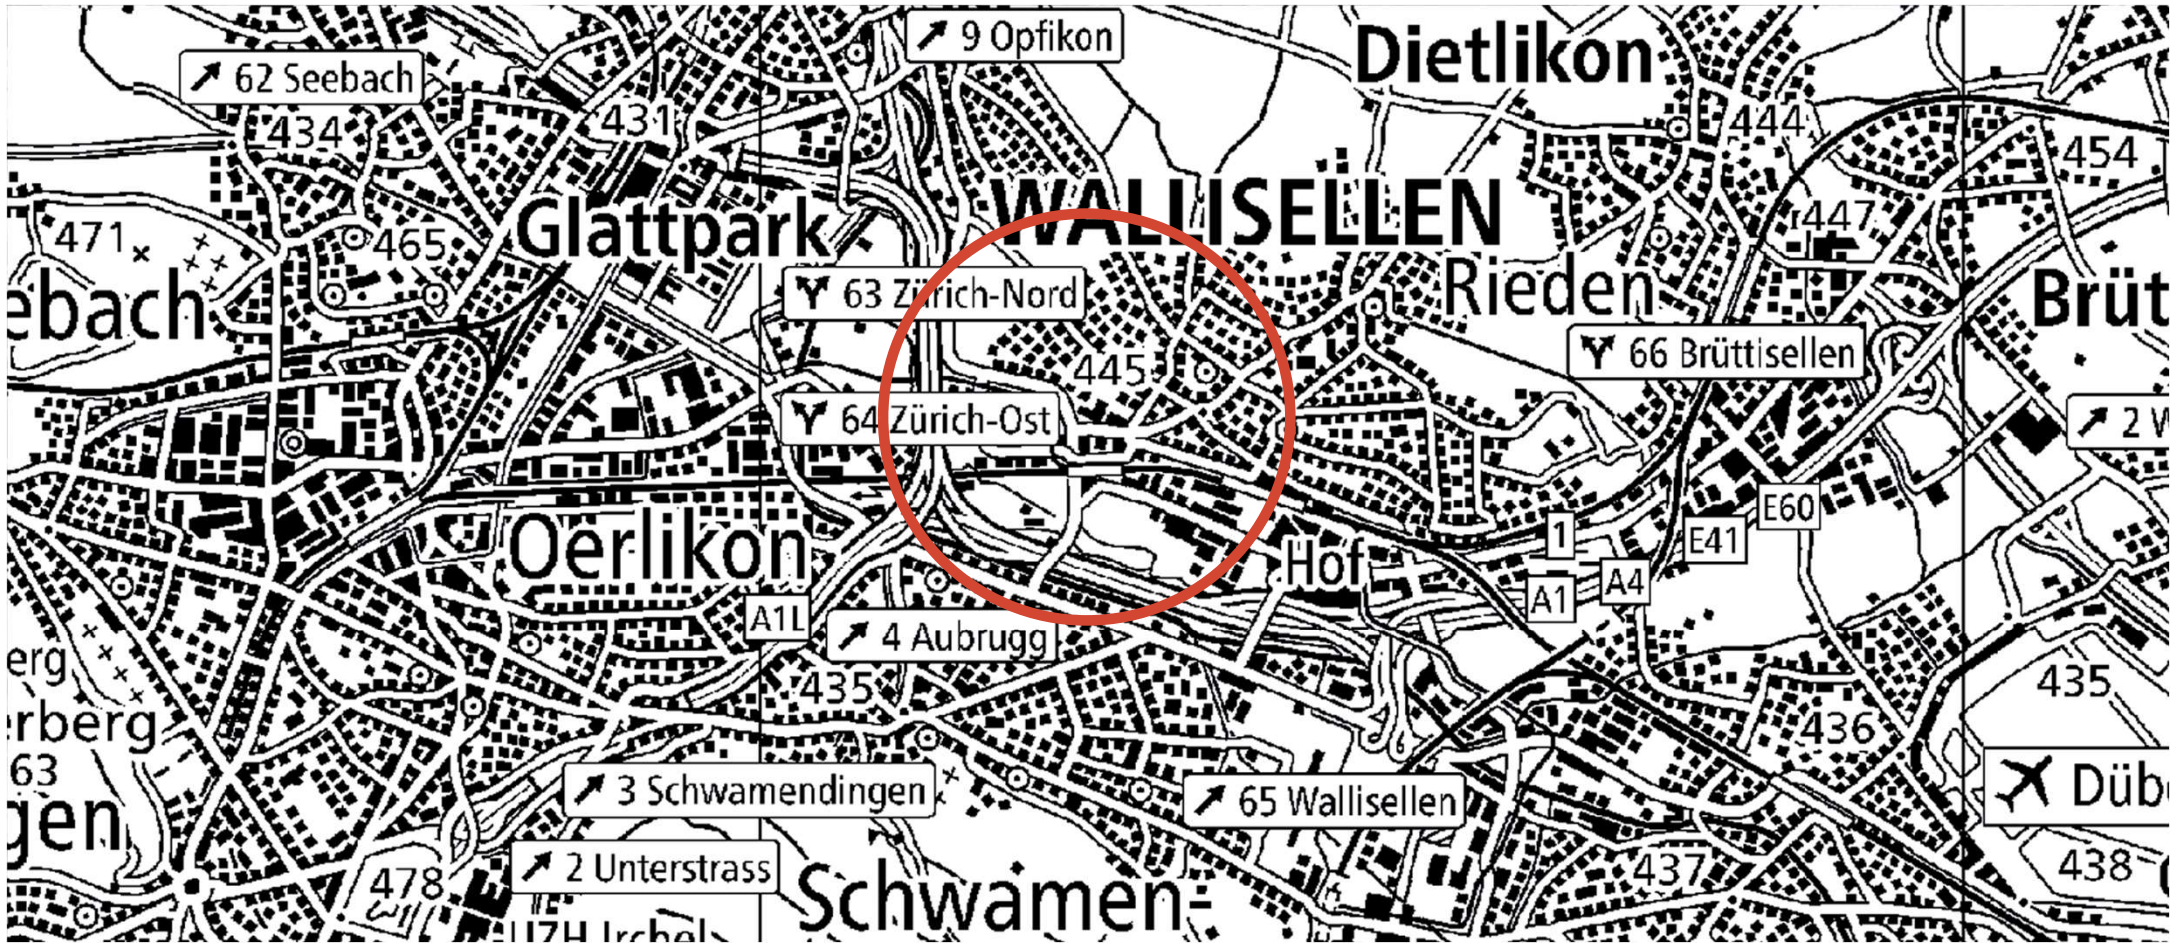 9 Opfikon
Dietlikon
62 Seebach
434
431
444
454
WALLISELLEN
Glattpark
471
465
447
63 Zürich-Nord
Rieden
ebach
Brüt
445
66 Brüttisellen
64 Zürich-Ost
2 W
E60
Oerlikon
1
E41
Hof
A4
A1
A1L
4 Aubrugg
erg
435
435
rberg
436
63
3 Schwamendingen
65 Wallisellen
Düb
gen
2 Unterstrass
478
437
438
Schwamen-
UZH Irchel